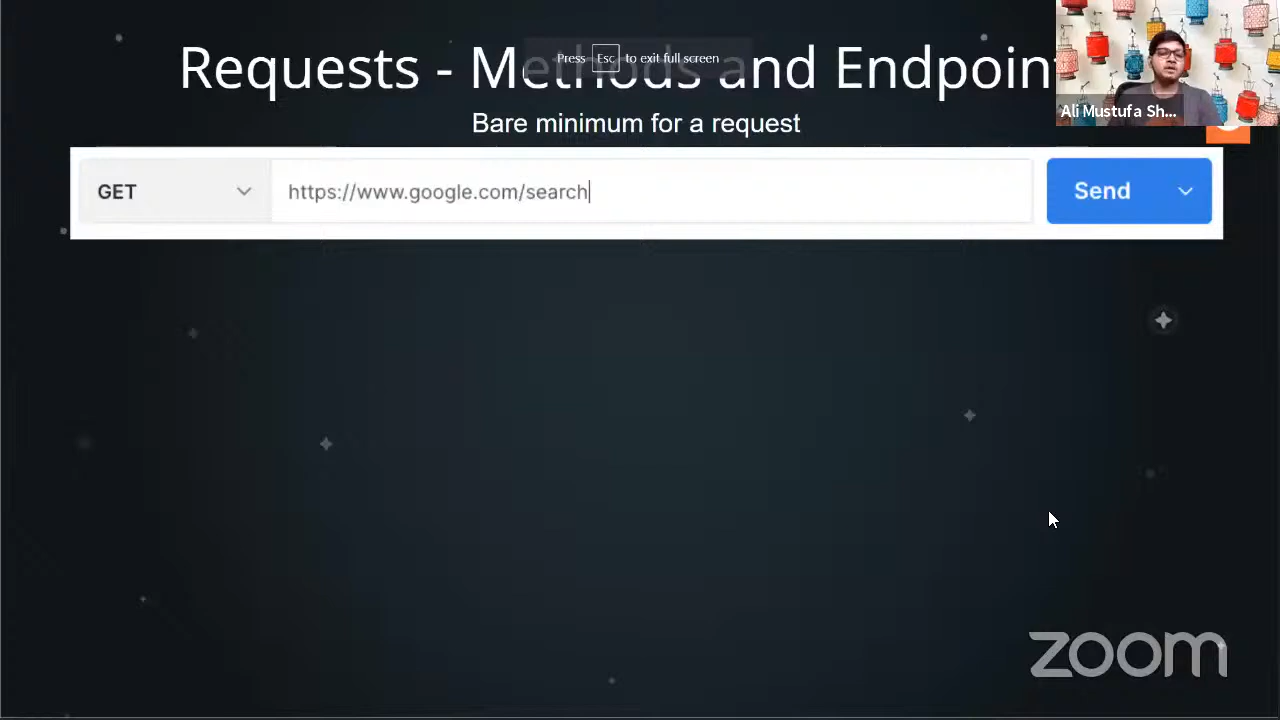 Requests - Methods and Endpoint
Press Esc to exit full screen
Ali Mustufa Sh...
Bare minimum for a request
GET
https://www.google.com/search
Send
zoom